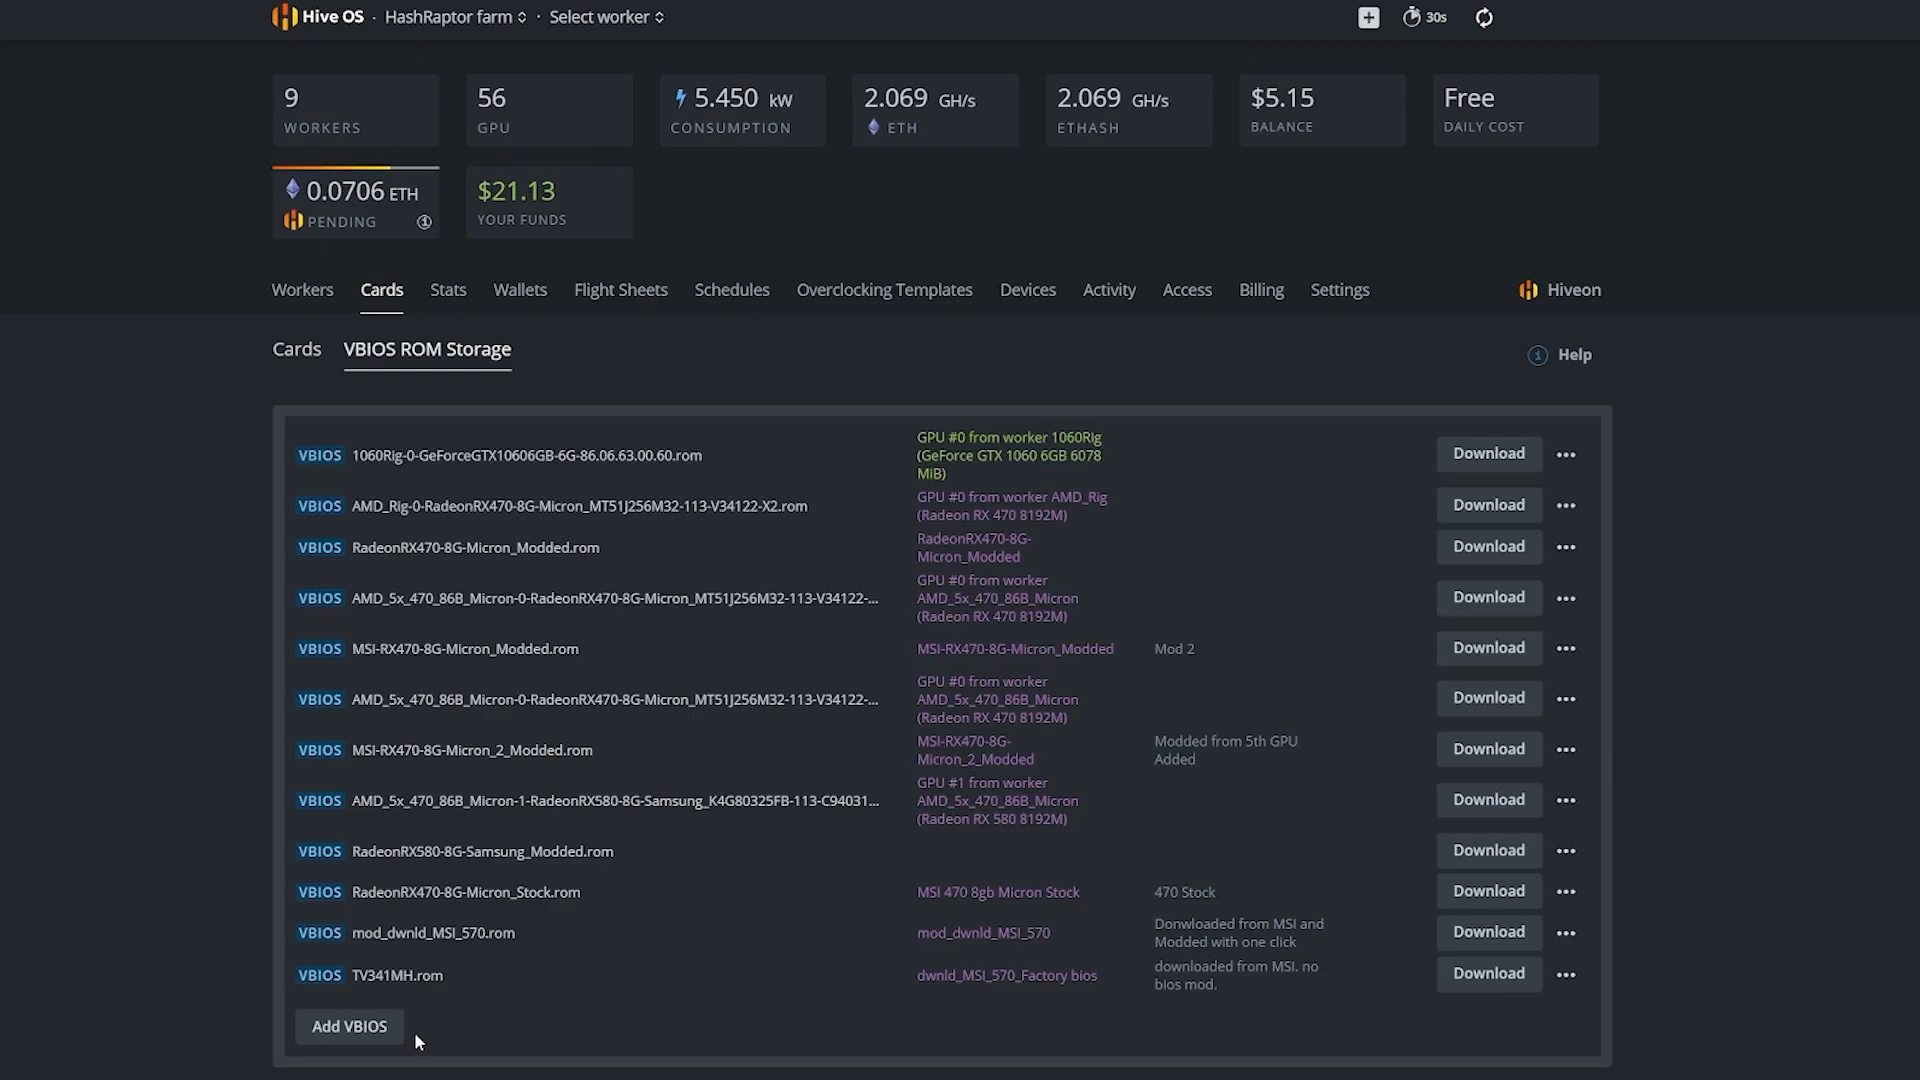 Hive OS · HashRaptor farm · Select worker
30s
9
WORKERS
56
GPU
5.450 kW
CONSUMPTION
2.069 GH/s
ETH
2.069 GH/s
ETHASH
$5.15
BALANCE
Free
DAILY COST
0.0706 ETH
PENDING
$21.13
YOUR FUNDS
Workers Cards Stats Wallets Flight Sheets Schedules Overclocking Templates Devices Activity Access Billing Settings Hiveon
Cards VBIOS ROM Storage Help
VBIOS 1060Rig-0-GeForceGTX10606GB-6G-86.06.63.00.60.rom
GPU #0 from worker 1060Rig
(GeForce GTX 1060 6GB 6078
MiB)
Download
VBIOS AMD_Rig-0-RadeonRX470-8G-Micron_MT51J256M32-113-V34122-X2.rom
GPU #0 from worker AMD_Rig
(Radeon RX 470 8192M)
Download
VBIOS RadeonRX470-8G-Micron_Modded.rom
RadeonRX470-8G-
Micron_Modded
Download
VBIOS AMD_5x_470_86B_Micron-0-RadeonRX470-8G-Micron_MT51J256M32-113-V34122-...
GPU #0 from worker
AMD_5x_470_86B_Micron
(Radeon RX 470 8192M)
Download
VBIOS MSI-RX470-8G-Micron_Modded.rom
MSI-RX470-8G-Micron_Modded
Mod 2
Download
VBIOS AMD_5x_470_86B_Micron-0-RadeonRX470-8G-Micron_MT51J256M32-113-V34122-...
GPU #0 from worker
AMD_5x_470_86B_Micron
(Radeon RX 470 8192M)
Download
VBIOS MSI-RX470-8G-Micron_2_Modded.rom
MSI-RX470-8G-
Micron_2_Modded
Modded from 5th GPU
Added
Download
VBIOS AMD_5x_470_86B_Micron-1-RadeonRX580-8G-Samsung_K4G80325FB-113-C94031...
GPU #1 from worker
AMD_5x_470_86B_Micron
(Radeon RX 580 8192M)
Download
VBIOS RadeonRX580-8G-Samsung_Modded.rom
Download
VBIOS RadeonRX470-8G-Micron_Stock.rom
MSI 470 8gb Micron Stock
470 Stock
Download
VBIOS mod_dwnld_MSI_570.rom
mod_dwnld_MSI_570
Donwloaded from MSI and
Modded with one click
Download
VBIOS TV341MH.rom
dwnld_MSI_570_Factory bios
downloaded from MSI. no
bios mod.
Download
Add VBIOS